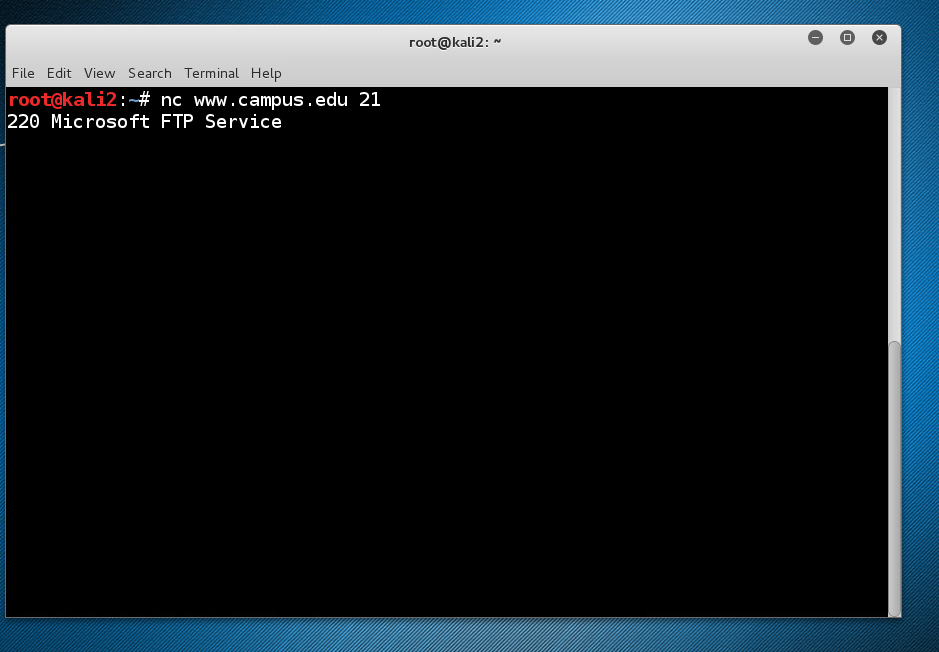 root@kali2: ~
File Edit View Search Terminal Help
root@kali2:~# nc www.campus.edu 21
220 Microsoft FTP Service